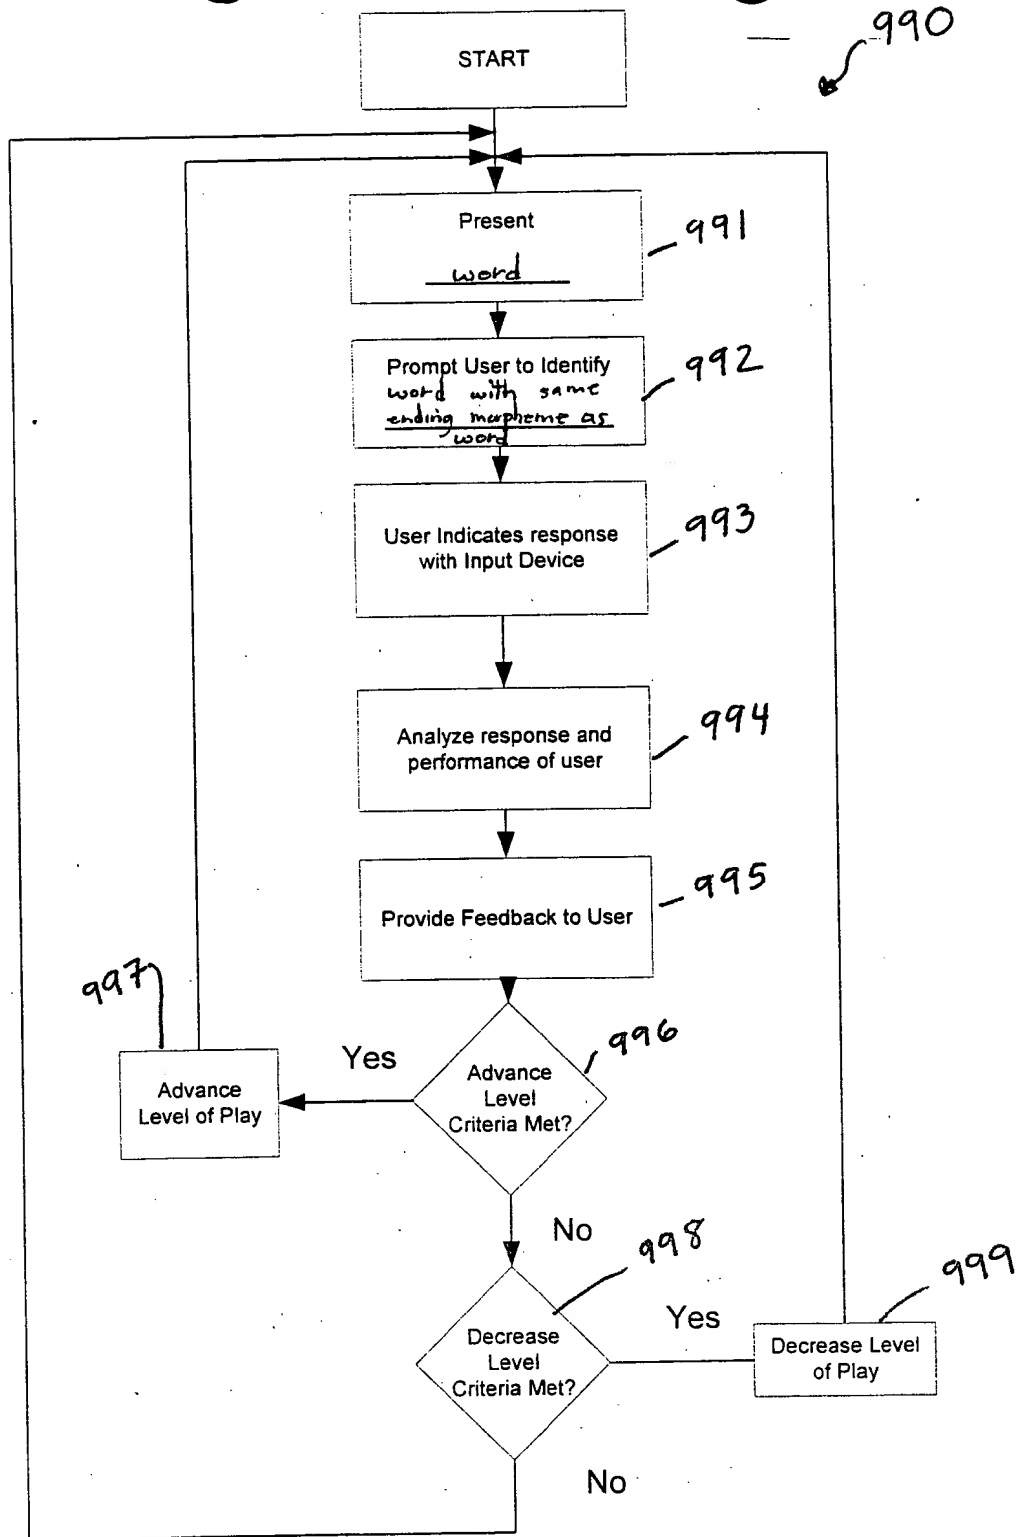 990
START
Present
word
991
Prompt User to Identify
word with same
ending morpheme as
word
992
User Indicates response
with Input Device
993
Analyze response and
performance of user
994
Provide Feedback to User
995
997
Yes
Advance
Level
Criteria Met?
996
Advance
Level of Play
No
998
Decrease
Level
Criteria Met?
Yes
999
Decrease Level
of Play
No